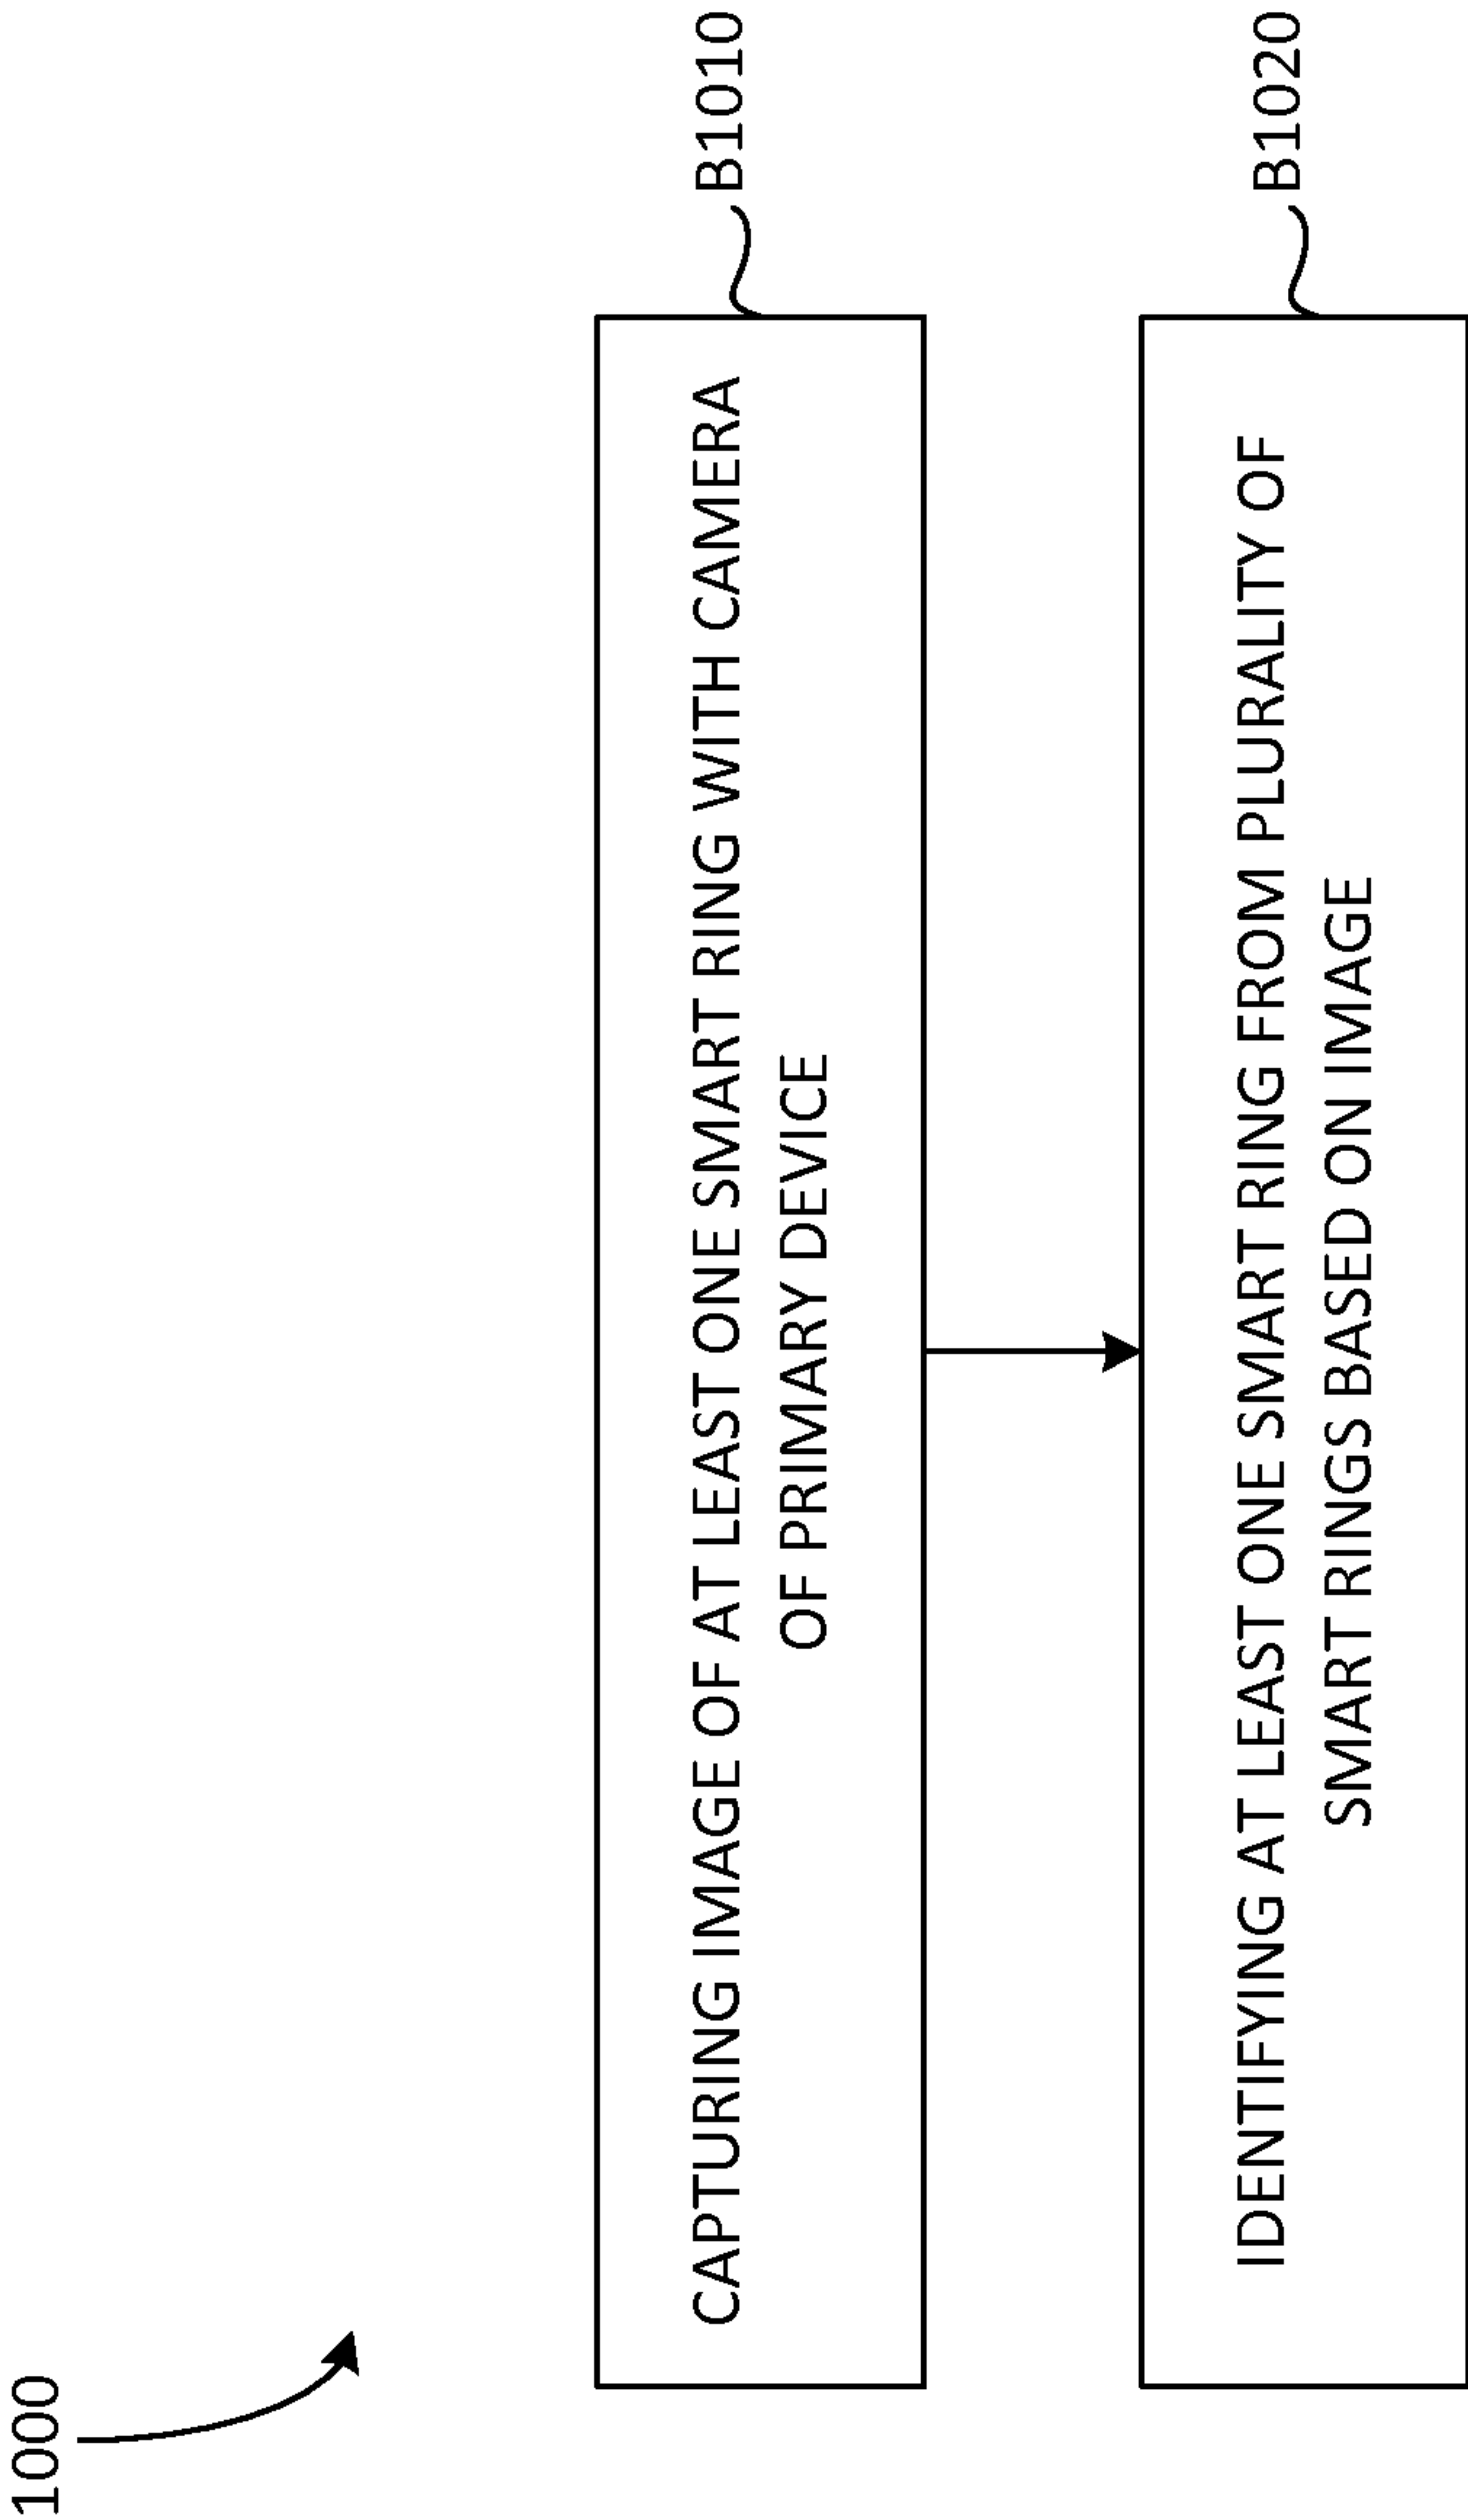 1000
CAPTURING IMAGE OF AT LEAST ONE SMART RING WITH CAMERA
OF PRIMARY DEVICE
B1010
IDENTIFYING AT LEAST ONE SMART RING FROM PLURALITY OF
SMART RINGS BASED ON IMAGE
B1020